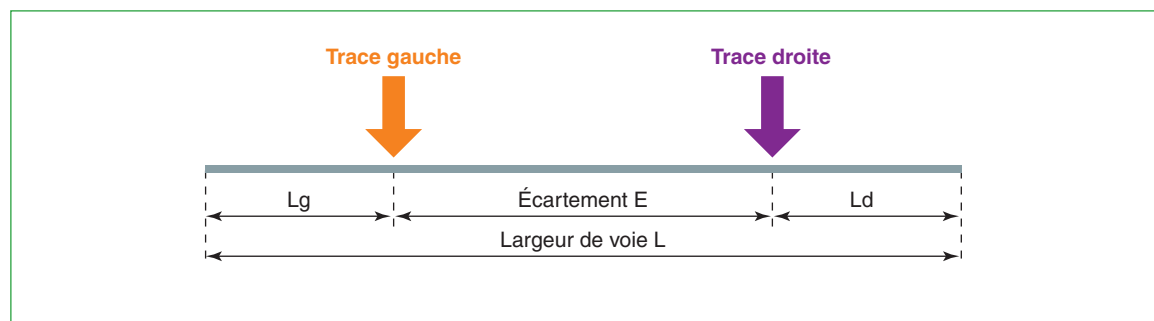 Trace gauche Trace droite
Lg Écartement E Ld
Largeur de voie L